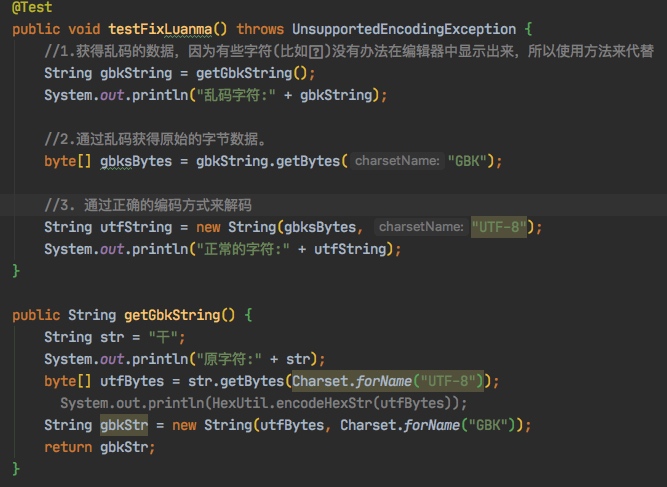 @Test
public void testFixLuanma() throws UnsupportedEncodingException {
//1.获得乱码的数据，因为有些字符(比如⍰)没有办法在编辑器中显示出来，所以使用方法来代替
String gbkString = getGbkString();
System.out.println("乱码字符:" + gbkString);
//2.通过乱码获得原始的字节数据。
byte[] gbksBytes = gbkString.getBytes( charsetName: "GBK");
//3. 通过正确的编码方式来解码
String utfString = new String(gbksBytes, charsetName: "UTF-8");
System.out.println("正常的字符:" + utfString);
}
public String getGbkString() {
String str = "干";
System.out.println("原字符:" + str);
byte[] utfBytes = str.getBytes(Charset.forName("UTF-8"));
System.out.println(HexUtil.encodeHexStr(utfBytes));
String gbkStr = new String(utfBytes, Charset.forName("GBK"));
return gbkStr;
}